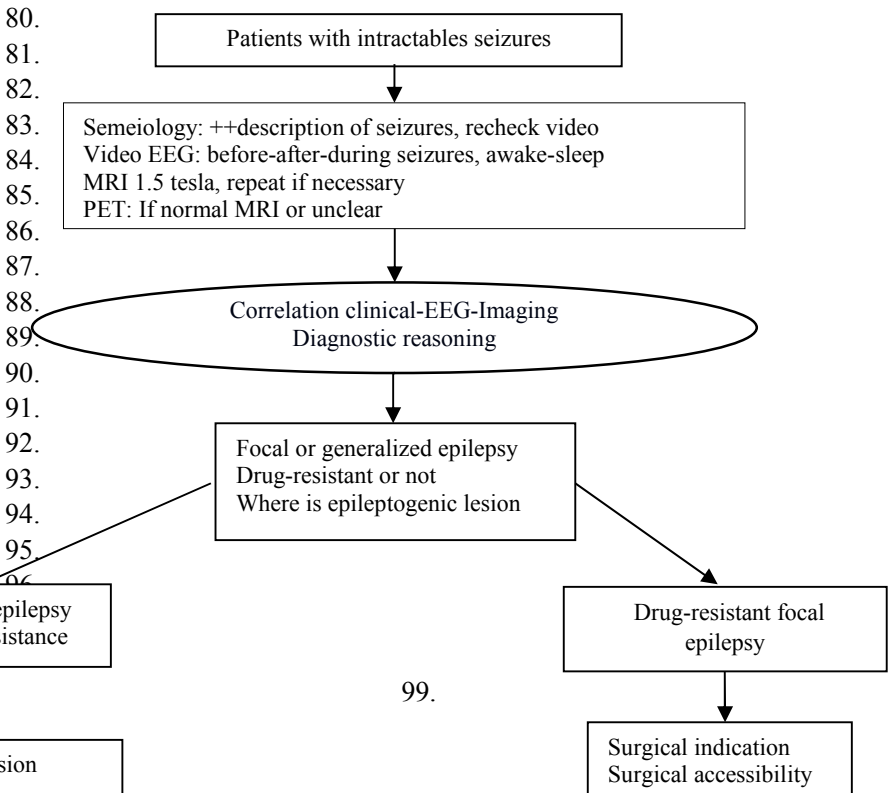 80.
81.
82.
83.
84.
85.
86.
87.
88.
89.
90.
91.
92.
93.
94.
95.
96.
99.
Patients with intractables seizures
Semeiology: ++description of seizures, recheck video
Video EEG: before-after-during seizures, awake-sleep
MRI 1.5 tesla, repeat if necessary
PET: If normal MRI or unclear
Correlation clinical-EEG-Imaging
Diagnostic reasoning
Focal or generalized epilepsy
Drug-resistant or not
Where is epileptogenic lesion
epilepsy
sistance
Drug-resistant focal
epilepsy
sion
Surgical indication
Surgical accessibility